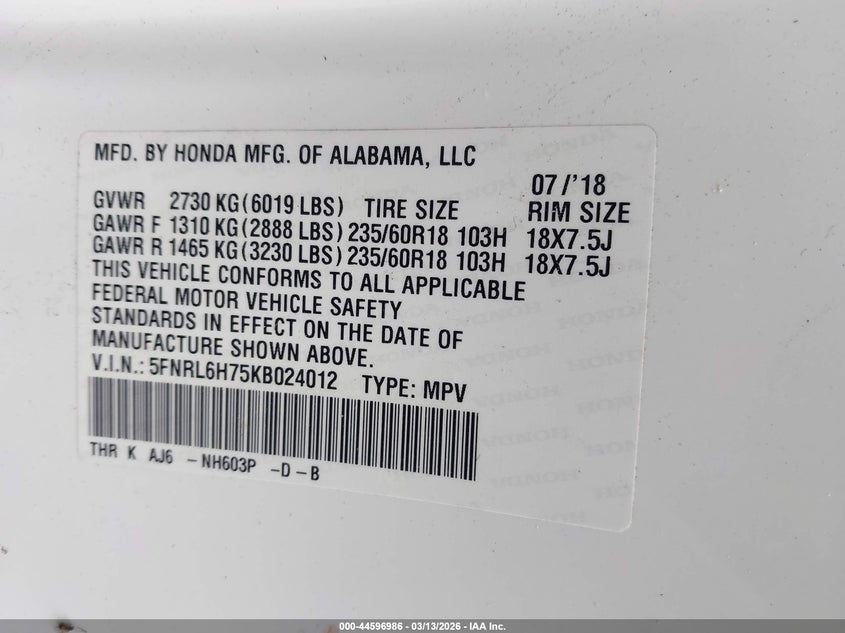 MFD. BY HONDA MFG. OF ALABAMA, LLC
07/'18
GVWR 2730 KG(6019 LBS) TIRE SIZE RIM SIZE
GAWR F 1310 KG(2888 LBS) 235/60R18 103H 18X7.5J
GAWR R 1465 KG(3230 LBS) 235/60R18 103H 18X7.5J
THIS VEHICLE CONFORMS TO ALL APPLICABLE
FEDERAL MOTOR VEHICLE SAFETY
STANDARDS IN EFFECT ON THE DATE OF
MANUFACTURE SHOWN ABOVE.
V.I.N.: 5FNRL6H75KB024012 TYPE: MPV
THR K AJ6 -NH603P -D-B
000-44596986 - 03/13/2026 - IAA Inc.